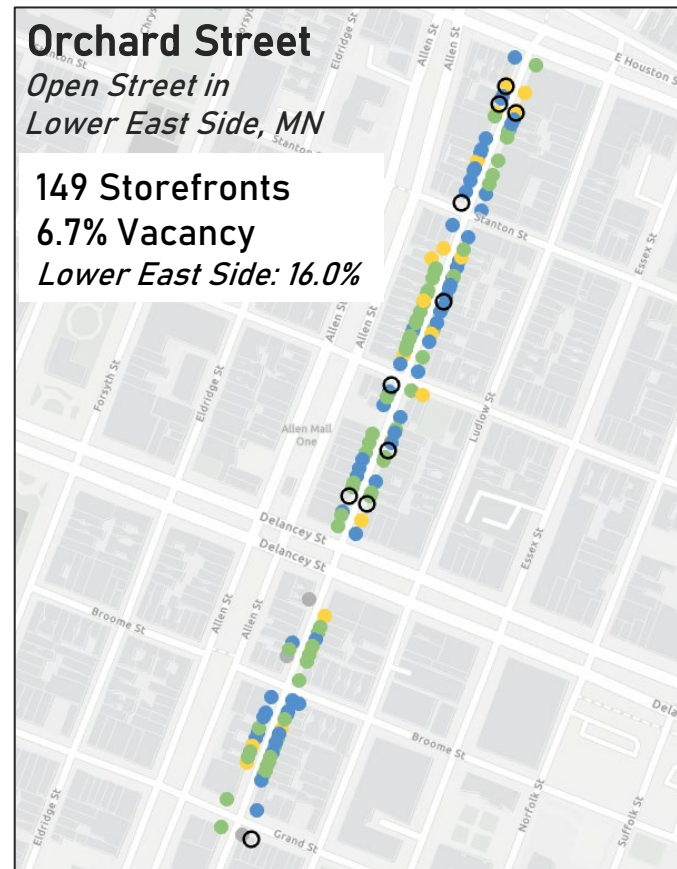 Orchard Street
Open Street in
Lower East Side, MN
149 Storefronts
6.7% Vacancy
Lower East Side: 16.0%
Stanton St
Eldridge St
Allen St
Allen St
E Houston St
Stanton St
Essex St
Allen St
Allen St
Forsyth St
Eldridge St
Ludlow St
Allen Mall
One
Delancey St
Delancey St
Essex St
Broome St
Allen St
Allen St
Broome St
Norfolk St
Suffolk St
Eldridge St
Grand St